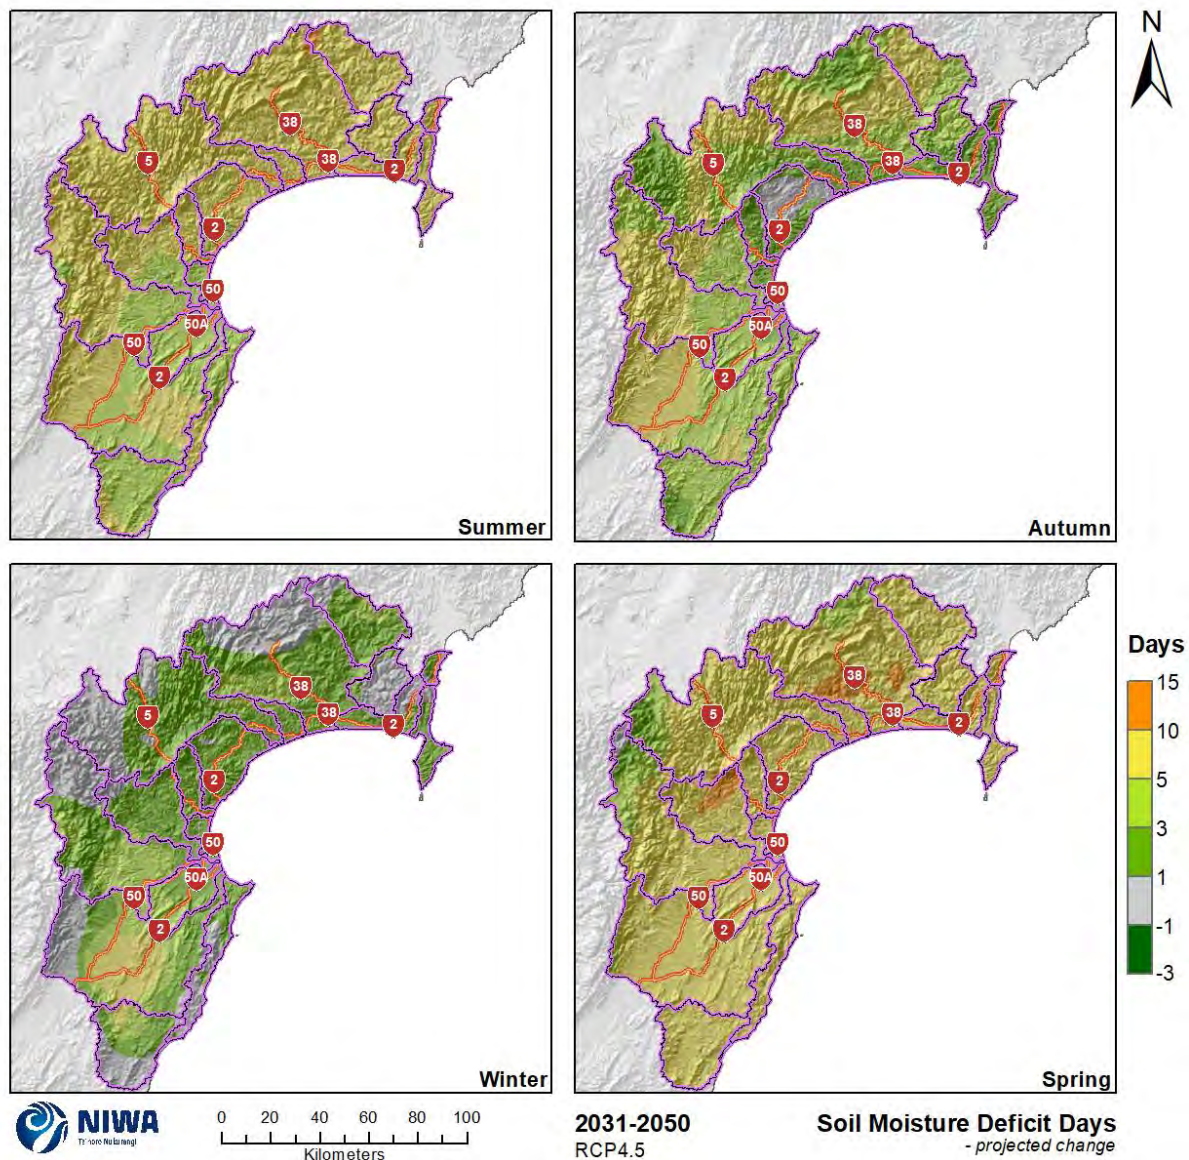 N
38
5
38
2
2
50
50A
50
2
Summer
38
5
38
2
2
50
50A
50
2
Autumn
38
5
38
2
2
50
50A
50
2
Winter
38
5
38
2
2
50
50A
50
2
Spring
Days
15
10
5
3
1
-1
-3
NIWA
Taihoro Nukurangi
0 20 40 60 80 100
Kilometers
2031-2050
RCP4.5
Soil Moisture Deficit Days
- projected change